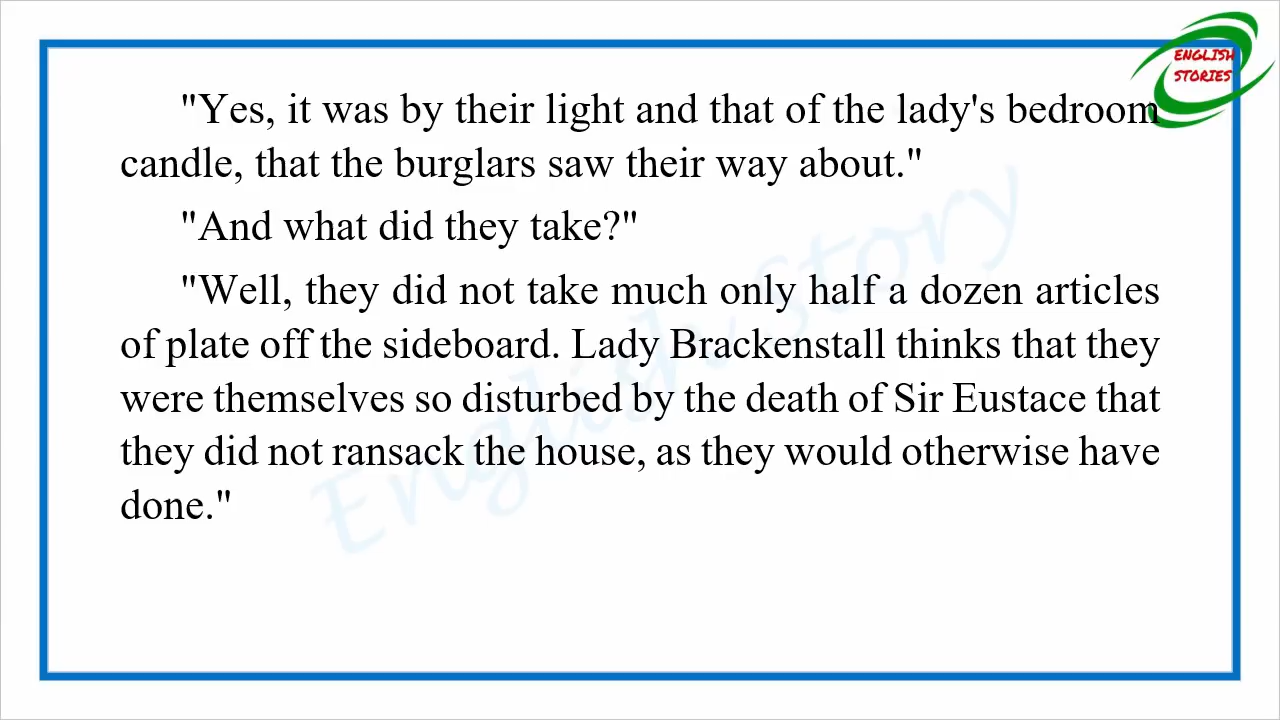 ENGLISH
STORIES
"Yes, it was by their light and that of the lady's bedroom
candle, that the burglars saw their way about."
"And what did they take?"
"Well, they did not take much only half a dozen articles
of plate off the sideboard. Lady Brackenstall thinks that they
were themselves so disturbed by the death of Sir Eustace that
they did not ransack the house, as they would otherwise have
done."
English story